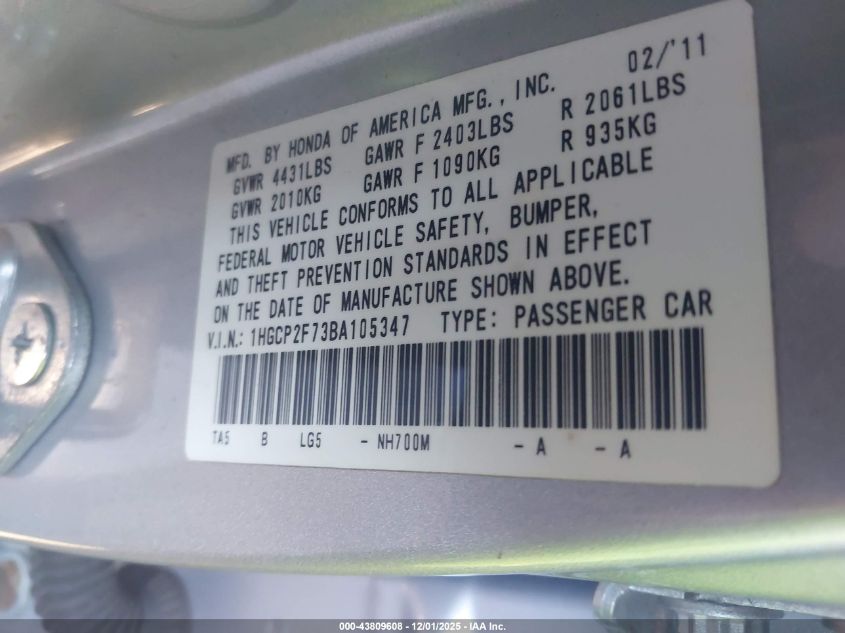 MFD. BY HONDA OF AMERICA MFG., INC. 02/'11
GVWR 4431LBS GAWR F 2403LBS R 2061LBS
GVWR 2010KG GAWR F 1090KG R 935KG
THIS VEHICLE CONFORMS TO ALL APPLICABLE
FEDERAL MOTOR VEHICLE SAFETY, BUMPER,
AND THEFT PREVENTION STANDARDS IN EFFECT
ON THE DATE OF MANUFACTURE SHOWN ABOVE.
V.I.N.: 1HGCP2F73BA105347 TYPE: PASSENGER CAR
TA5 B LG5 - NH700M - A - A
000-43809608 - 12/01/2025 - IAA Inc.